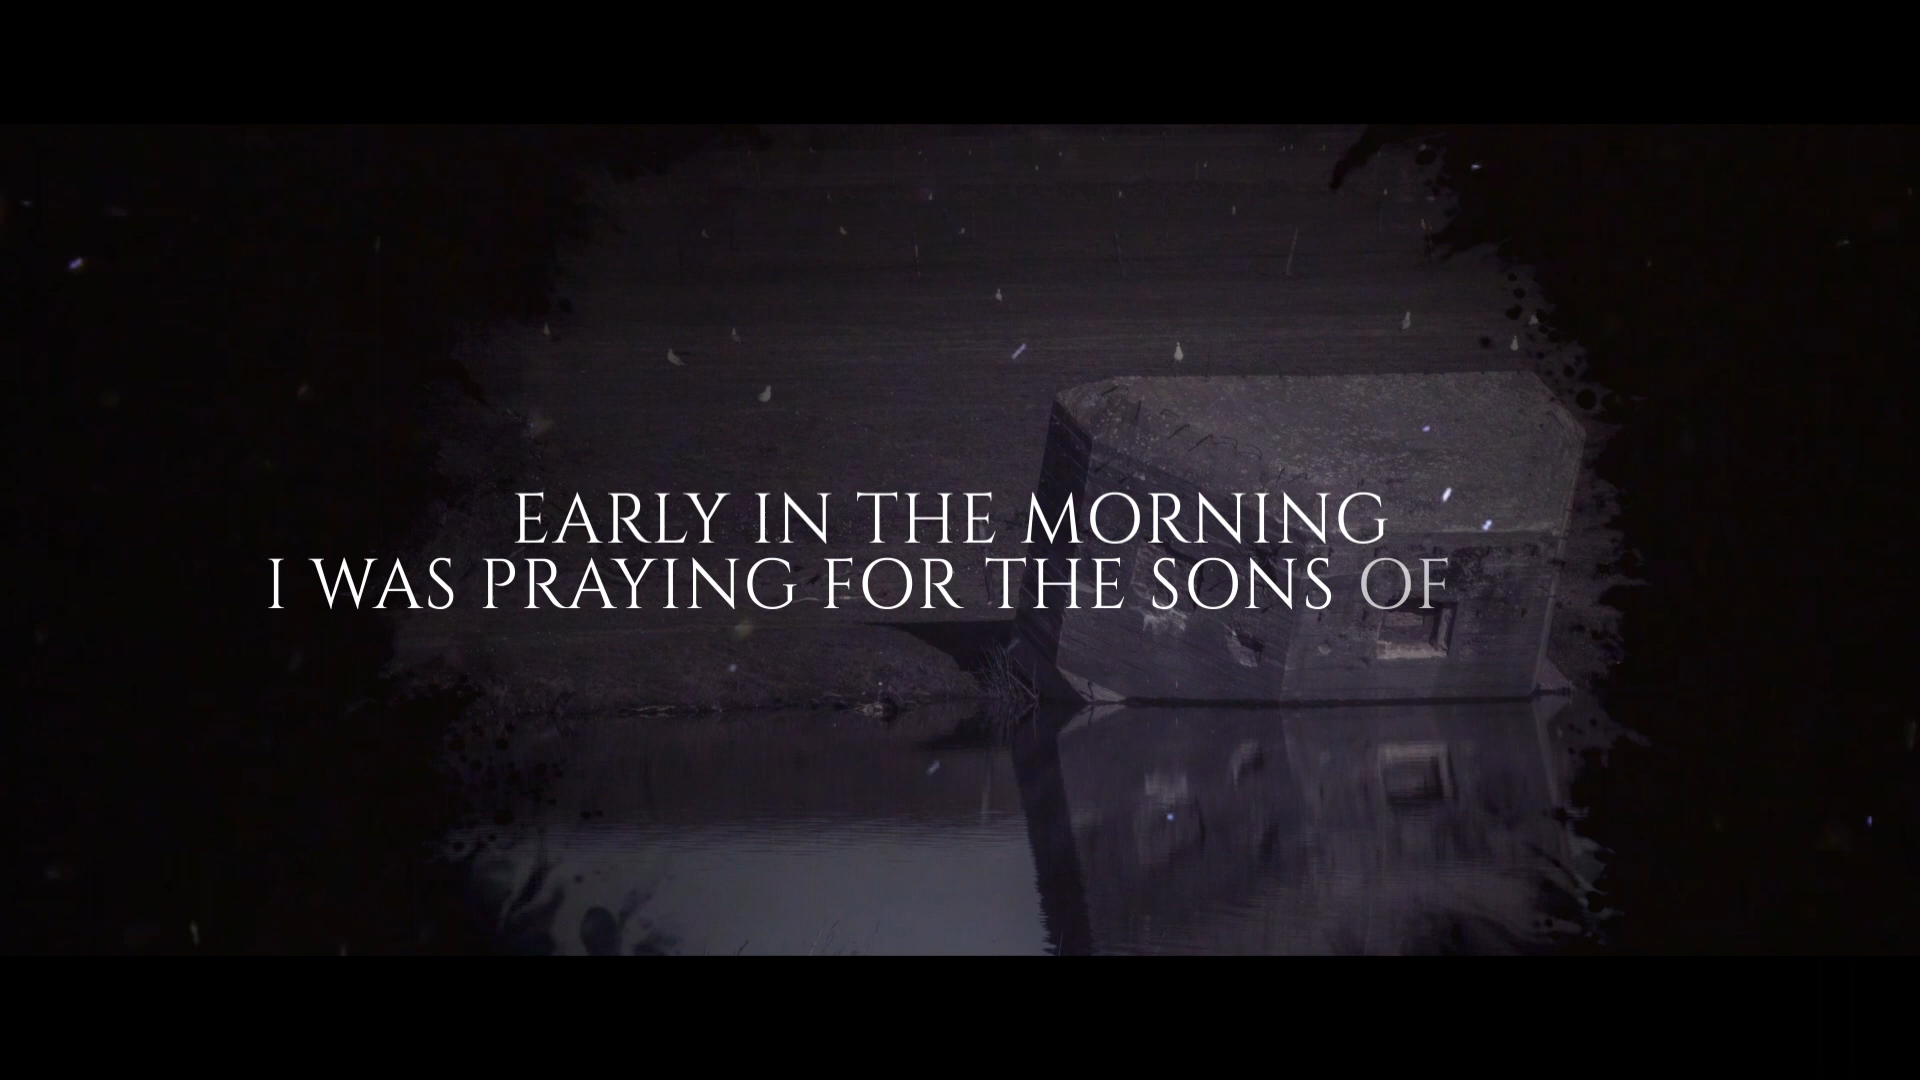 EARLY IN THE MORNING
I WAS PRAYING FOR THE SONS OF